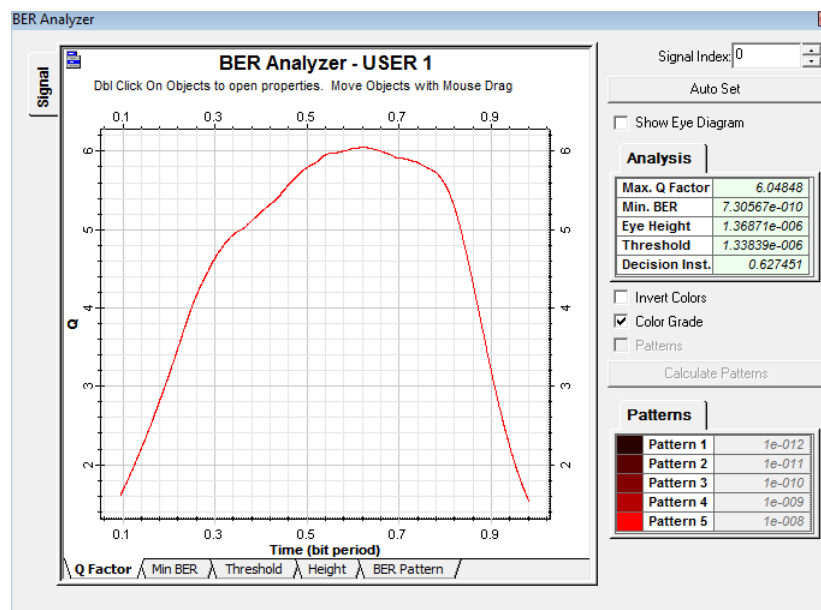 BER Analyzer
Signal
BER Analyzer - USER 1
Dbl Click On Objects to open properties. Move Objects with Mouse Drag
0.1 0.3 0.5 0.7 0.9
6 6
5 5
4 4
Q
3 3
2 2
0.1 0.3 0.5 0.7 0.9
Time (bit period)
Q Factor Min BER Threshold Height BER Pattern
Signal Index: 0
Auto Set
Show Eye Diagram
Analysis
Max. Q Factor 6.04848
Min. BER 7.30567e-010
Eye Height 1.36871e-006
Threshold 1.33839e-006
Decision Inst. 0.627451
Invert Colors
Color Grade
Patterns
Calculate Patterns
Patterns
Pattern 1 1e-012
Pattern 2 1e-011
Pattern 3 1e-010
Pattern 4 1e-009
Pattern 5 1e-008